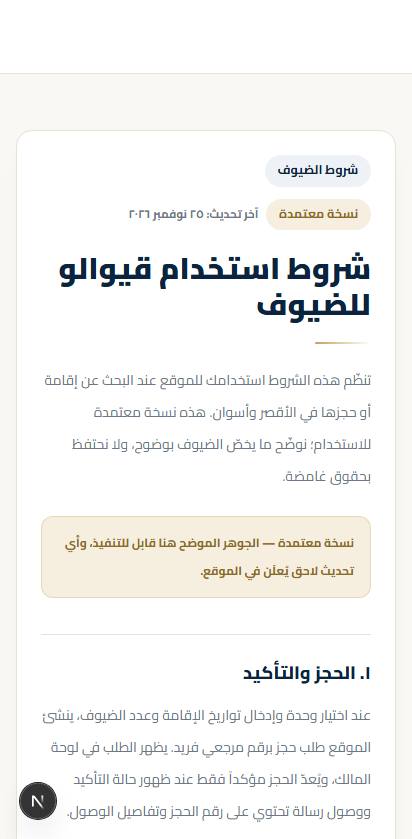 شروط الضيوف
نسخة معتمدة
آخر تحديث: ٢٥ نوفمبر ٢٠٢٦
شروط استخدام ڤيوالو
للضيوف
تنظّم هذه الشروط استخدامك للموقع عند البحث عن إقامة
أو حجزها في الأقصر وأسوان. هذه نسخة معتمدة
للاستخدام؛ نوضّح ما يخصّ الضيوف بوضوح، ولا نحتفظ
بحقوق غامضة.
نسخة معتمدة — الجوهر الموضح هنا قابل للتنفيذ، وأي
تحديث لاحق يُعلَن في الموقع.
١. الحجز والتأكيد
عند اختيار وحدة وإدخال تواريخ الإقامة وعدد الضيوف، ينشئ
الموقع طلب حجز برقم مرجعي فريد. يظهر الطلب في لوحة
المالك، ويُعدّ الحجز مؤكداً فقط عند ظهور حالة التأكيد
ووصول رسالة تحتوي على رقم الحجز وتفاصيل الوصول.
N